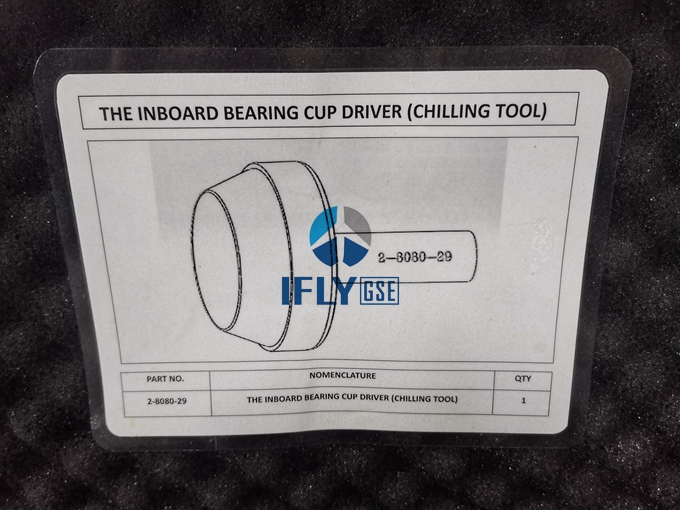 THE INBOARD BEARING CUP DRIVER (CHILLING TOOL)
2-8080-29
IFLY GSE
PART NO. NOMENCLATURE QTY
2-8080-29 THE INBOARD BEARING CUP DRIVER (CHILLING TOOL) 1